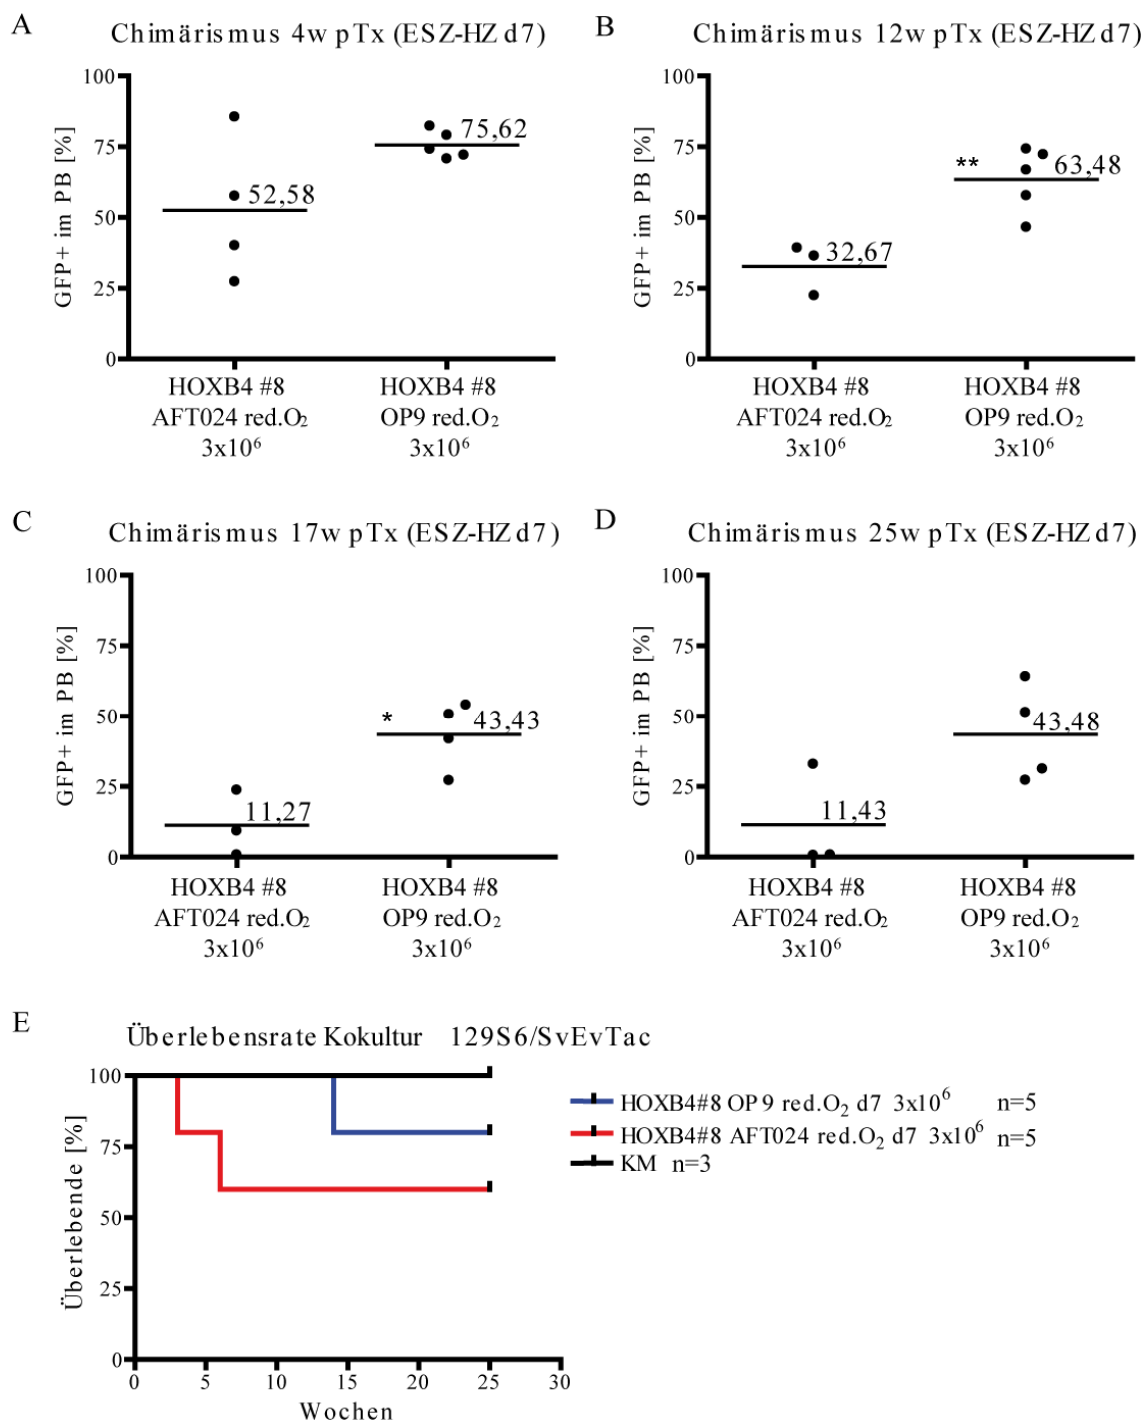 A
Chimärismus 4w pTx (ESZ-HZ d7)
GFP+ im PB [%]
100
75
50
25
0
52,58
75,62
HOXB4 #8
AFT024 red.O₂
3x10⁶
HOXB4 #8
OP9 red.O₂
3x10⁶
B
Chimärismus 12w pTx (ESZ-HZ d7)
GFP+ im PB [%]
100
75
50
25
0
32,67
**
63,48
HOXB4 #8
AFT024 red.O₂
3x10⁶
HOXB4 #8
OP9 red.O₂
3x10⁶
C
Chimärismus 17w pTx (ESZ-HZ d7)
GFP+ im PB [%]
100
75
50
25
0
11,27
*
43,43
HOXB4 #8
AFT024 red.O₂
3x10⁶
HOXB4 #8
OP9 red.O₂
3x10⁶
D
Chimärismus 25w pTx (ESZ-HZ d7)
GFP+ im PB [%]
100
75
50
25
0
11,43
43,48
HOXB4 #8
AFT024 red.O₂
3x10⁶
HOXB4 #8
OP9 red.O₂
3x10⁶
E
Überlebensrate Kokultur 129S6/SvEvTac
Überlebende [%]
100
75
50
25
0
0 5 10 15 20 25 30
Wochen
HOXB4#8 OP9 red.O₂ d7 3x10⁶ n=5
HOXB4#8 AFT024 red.O₂ d7 3x10⁶ n=5
KM n=3